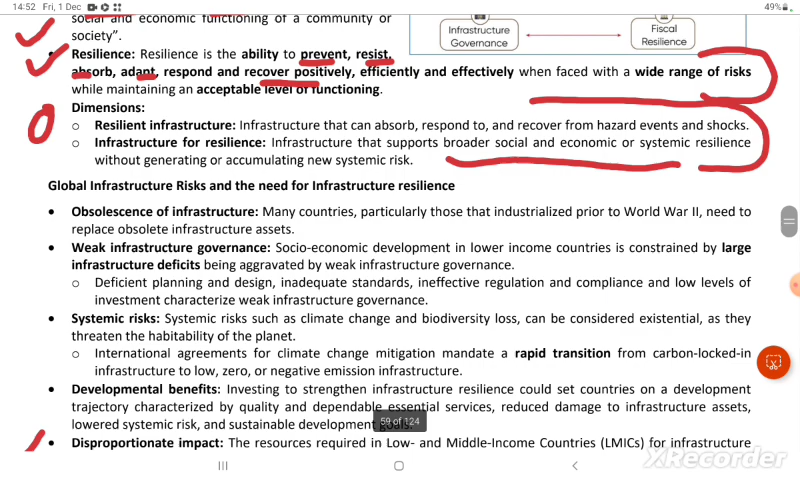 14:52 Fri, 1 Dec
49%
social and economic functioning of a community or
society”.
Infrastructure
Governance
Fiscal
Resilience
• Resilience: Resilience is the ability to prevent, resist,
absorb, adapt, respond and recover positively, efficiently and effectively when faced with a wide range of risks
while maintaining an acceptable level of functioning.
Dimensions:
o Resilient infrastructure: Infrastructure that can absorb, respond to, and recover from hazard events and shocks.
o Infrastructure for resilience: Infrastructure that supports broader social and economic or systemic resilience
without generating or accumulating new systemic risk.
Global Infrastructure Risks and the need for Infrastructure resilience
• Obsolescence of infrastructure: Many countries, particularly those that industrialized prior to World War II, need to
replace obsolete infrastructure assets.
• Weak infrastructure governance: Socio-economic development in lower income countries is constrained by large
infrastructure deficits being aggravated by weak infrastructure governance.
o Deficient planning and design, inadequate standards, ineffective regulation and compliance and low levels of
investment characterize weak infrastructure governance.
• Systemic risks: Systemic risks such as climate change and biodiversity loss, can be considered existential, as they
threaten the habitability of the planet.
o International agreements for climate change mitigation mandate a rapid transition from carbon-locked-in
infrastructure to low, zero, or negative emission infrastructure.
• Developmental benefits: Investing to strengthen infrastructure resilience could set countries on a development
trajectory characterized by quality and dependable essential services, reduced damage to infrastructure assets,
lowered systemic risk, and sustainable development goals.
59 of 124
• Disproportionate impact: The resources required in Low- and Middle-Income Countries (LMICs) for infrastructure
XRecorder